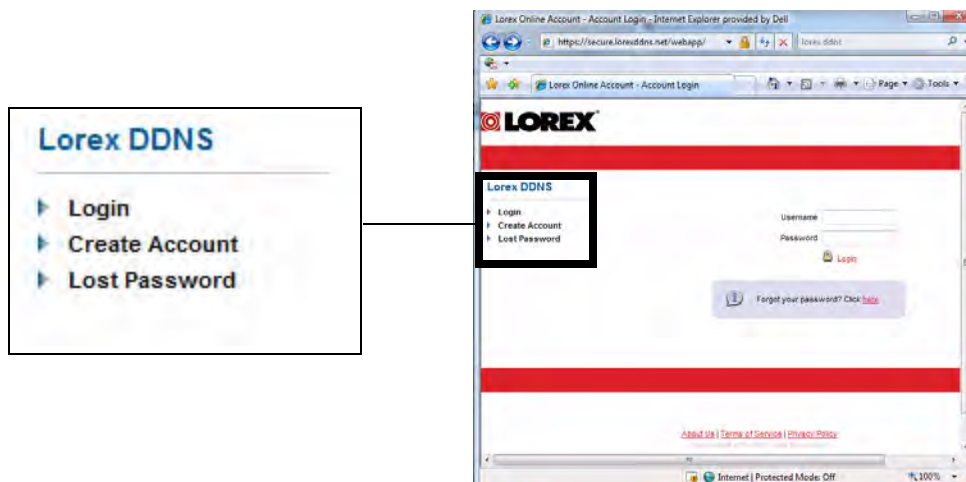 Lorex DDNS
Login
Create Account
Lost Password
Lorex Online Account - Account Login - Internet Explorer provided by Dell
https://secure.lorexddns.net/webapp/
lorex ddns
Lorex Online Account - Account Login
Page
Tools
LOREX
Lorex DDNS
Login
Create Account
Lost Password
Username
Password
Login
Forgot your password? Click here.
About Us | Terms of Service | Privacy Policy
Internet | Protected Mode: Off
100%